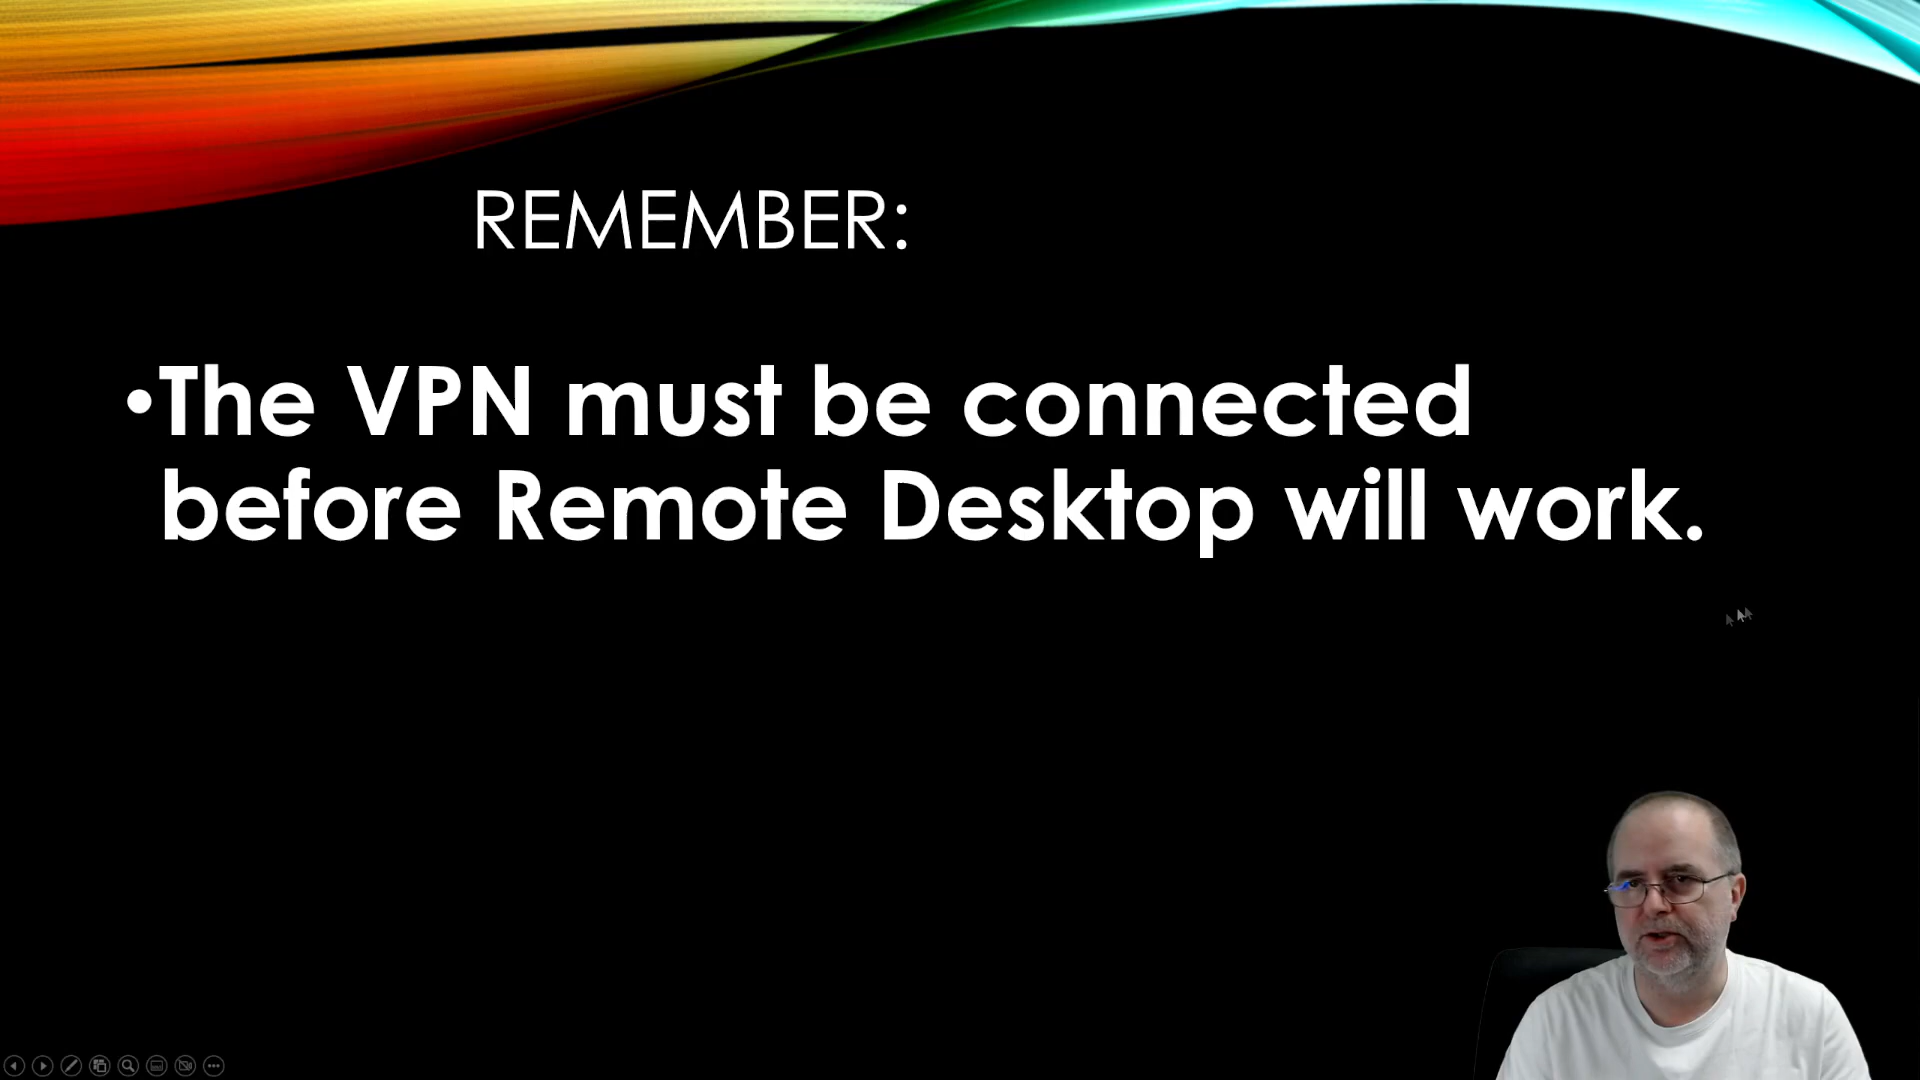 REMEMBER:
•The VPN must be connected
before Remote Desktop will work.